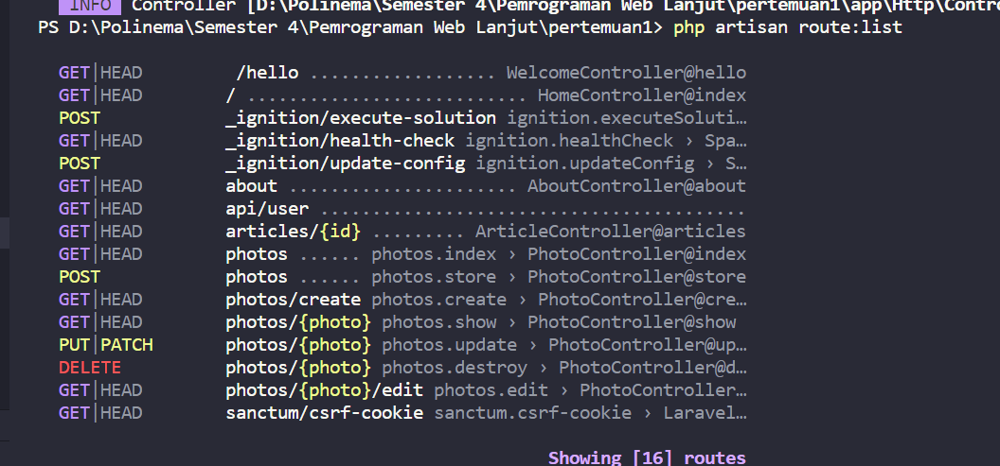 INFO Controller [D:\Polinema\Semester 4\Pemrograman Web Lanjut\pertemuan1\app\Http\Contro
PS D:\Polinema\Semester 4\Pemrograman Web Lanjut\pertemuan1> php artisan route:list
GET|HEAD /hello .................. WelcomeController@hello
GET|HEAD / ........................... HomeController@index
POST _ignition/execute-solution ignition.executeSoluti…
GET|HEAD _ignition/health-check ignition.healthCheck › Spa…
POST _ignition/update-config ignition.updateConfig › S…
GET|HEAD about ...................... AboutController@about
GET|HEAD api/user .........................................
GET|HEAD articles/{id} ......... ArticleController@articles
GET|HEAD photos ...... photos.index › PhotoController@index
POST photos ...... photos.store › PhotoController@store
GET|HEAD photos/create photos.create › PhotoController@cre…
GET|HEAD photos/{photo} photos.show › PhotoController@show
PUT|PATCH photos/{photo} photos.update › PhotoController@up…
DELETE photos/{photo} photos.destroy › PhotoController@d…
GET|HEAD photos/{photo}/edit photos.edit › PhotoController…
GET|HEAD sanctum/csrf-cookie sanctum.csrf-cookie › Laravel…
Showing [16] routes